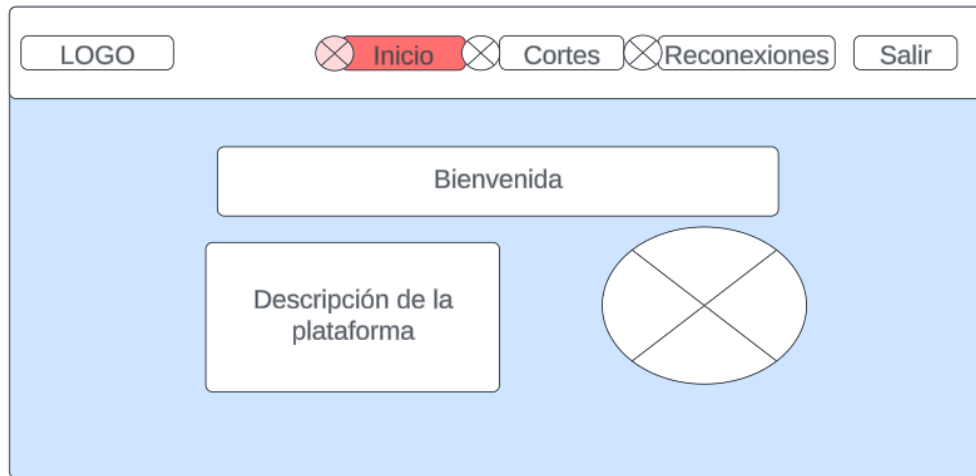 LOGO
Inicio
Cortes
Reconexiones
Salir
Bienvenida
Descripción de la
plataforma